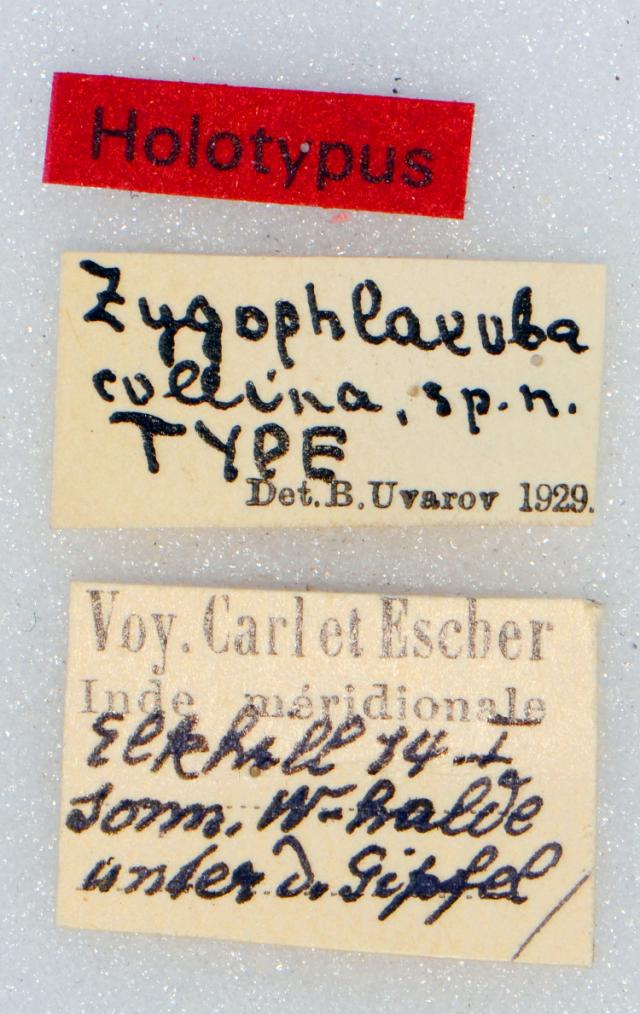 Holotypus
Zygophlaeoba
collina, sp.n.
TYPE
Det. B. Uvarov 1929.
Voy. Carl et Escher
Inde méridionale
Elkhill 14-I
sonn. W-halde
unter d. Gipfel